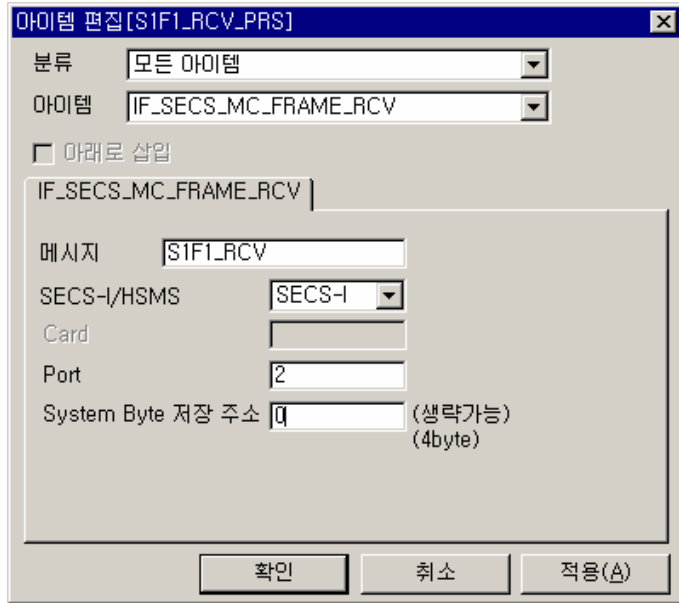 아이템 편집[S1F1_RCV_PRS]
분류 모든 아이템
아이템 IF_SECS_MC_FRAME_RCV
아래로 삽입
IF_SECS_MC_FRAME_RCV
메시지 S1F1_RCV
SECS-I/HSMS SECS-I
Card
Port 2
System Byte 저장 주소 0 (생략가능)
(4byte)
확인 취소 적용(A)